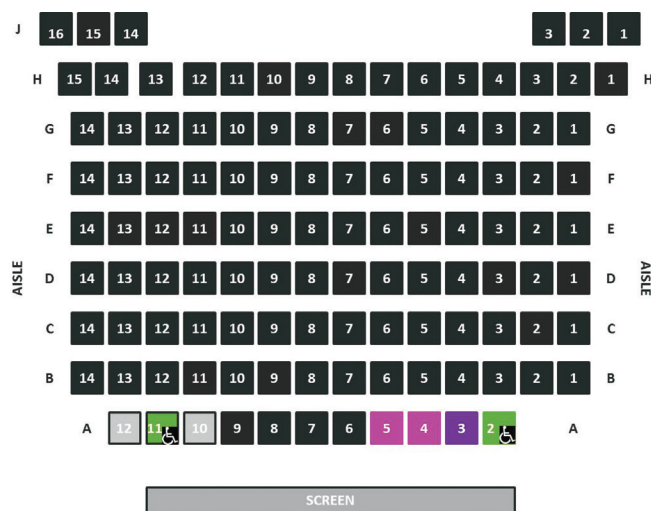 J 16 15 14 3 2 1
H 15 14 13 12 11 10 9 8 7 6 5 4 3 2 1 H
G 14 13 12 11 10 9 8 7 6 5 4 3 2 1 G
F 14 13 12 11 10 9 8 7 6 5 4 3 2 1 F
E 14 13 12 11 10 9 8 7 6 5 4 3 2 1 E
AISLE
D 14 13 12 11 10 9 8 7 6 5 4 3 2 1 D
AISLE
C 14 13 12 11 10 9 8 7 6 5 4 3 2 1 C
B 14 13 12 11 10 9 8 7 6 5 4 3 2 1 B
A 12 11 10 9 8 7 6 5 4 3 2 A
SCREEN